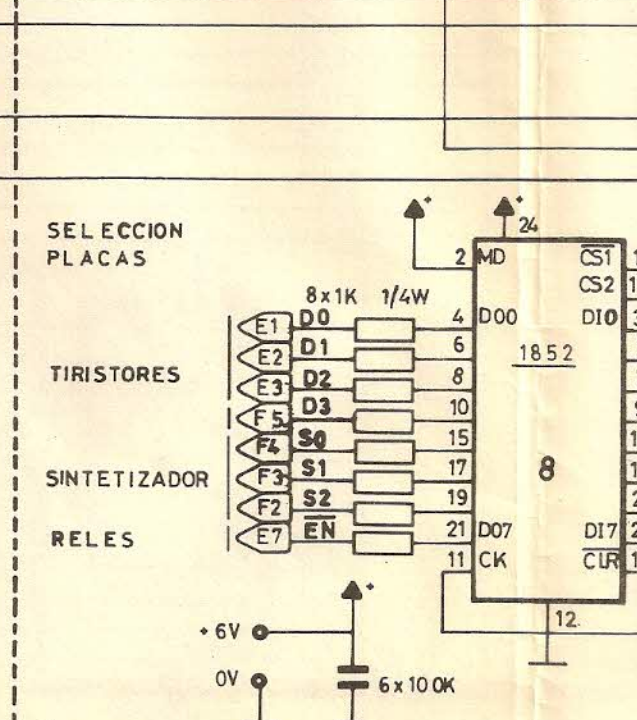 SELECCION
PLACAS
24
2 MD CS1
CS2
8x1K 1/4W
E1 D0 4 D00 DI0
E2 D1 6
1852
TIRISTORES E3 D2 8
F5 D3 10
F4 S0 15
SINTETIZADOR F3 S1 17
8
F2 S2 19
RELES E7 EN 21 D07 DI7
11 CK CLR
12
+
+
+
+6V
0V
6x100K